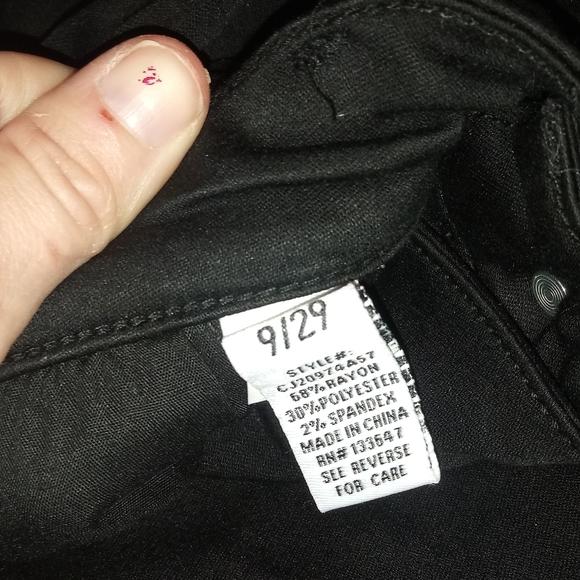 9/29
STYLE#:
CJ20974A57
68%RAYON
30%POLYESTER
2% SPANDEX
MADE IN CHINA
RN# 133647
SEE REVERSE
FOR CARE